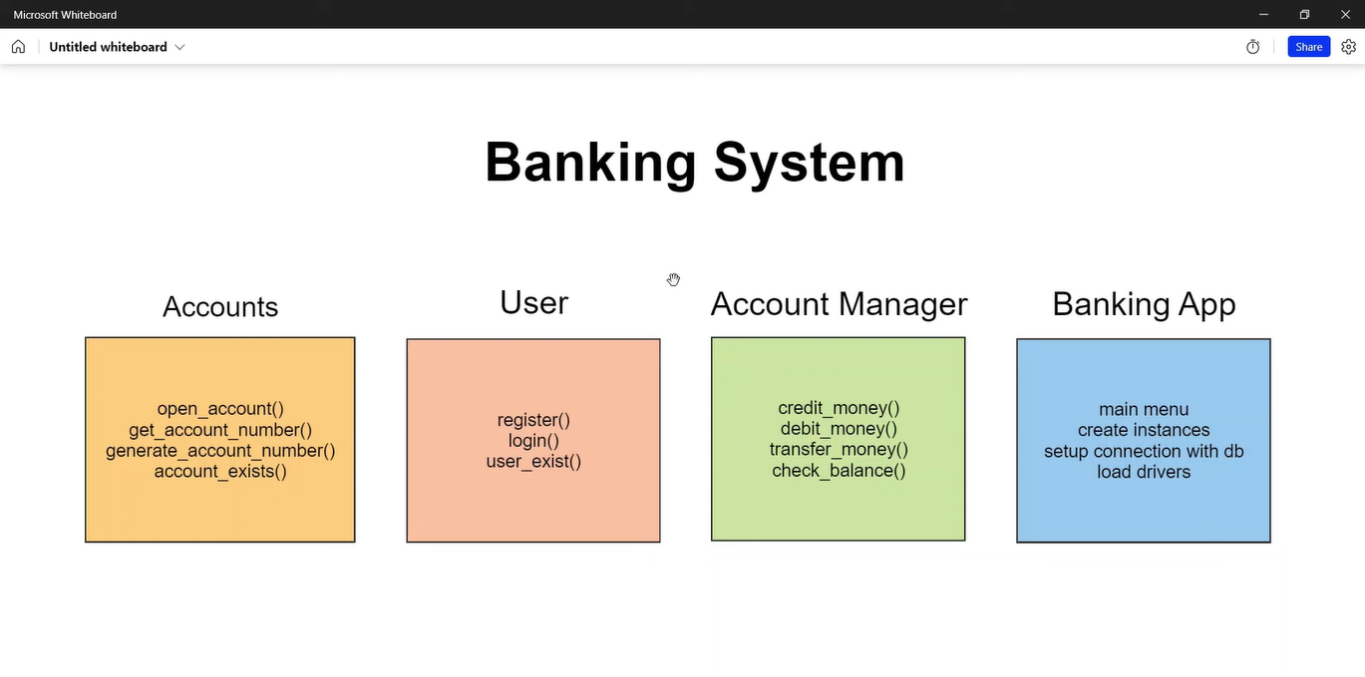 Microsoft Whiteboard
Untitled whiteboard
Share
Banking System
Accounts
open_account()
get_account_number()
generate_account_number()
account_exists()
User
register()
login()
user_exist()
Account Manager
credit_money()
debit_money()
transfer_money()
check_balance()
Banking App
main menu
create instances
setup connection with db
load drivers